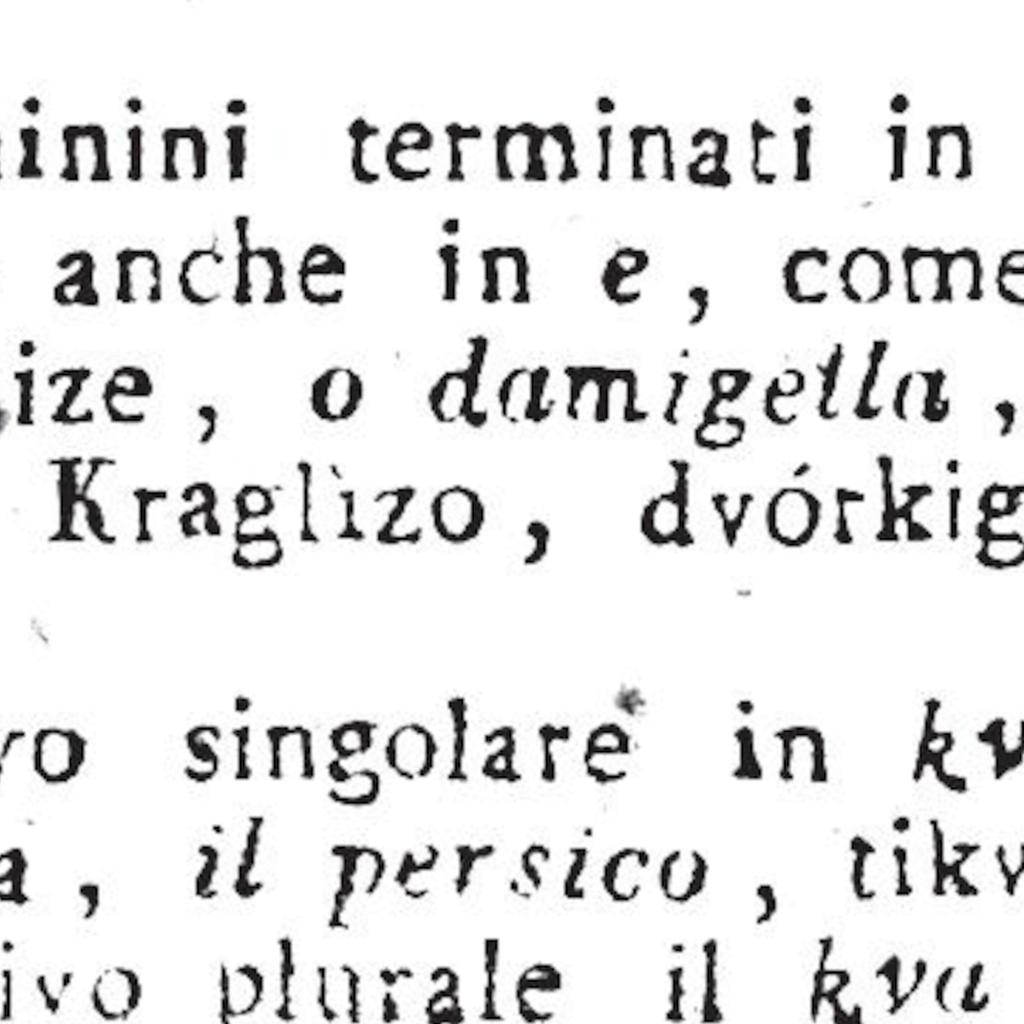 inini terminati in
anche in e, come
ize, o damigella,
Kraglìzo, dvórkig
vo singolare in kv
a, il persico, tikv
ivo plurale il kva